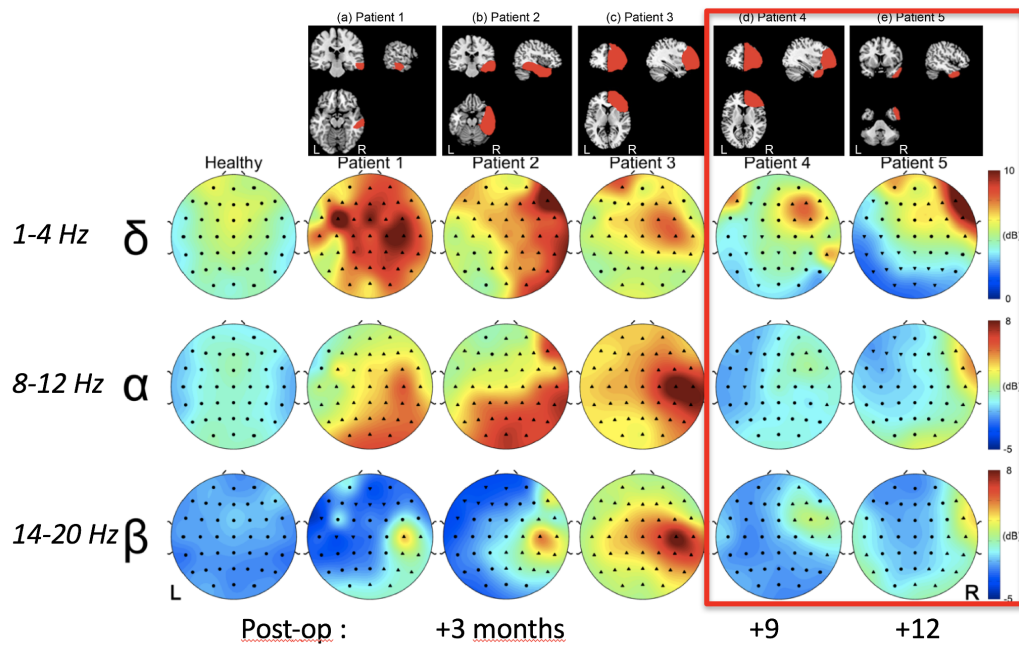 (a) Patient 1 (b) Patient 2 (c) Patient 3 (d) Patient 4 (e) Patient 5
L R L R L R L R L R
Healthy Patient 1 Patient 2 Patient 3 Patient 4 Patient 5
1-4 Hz δ 10 (dB) 0
8-12 Hz α 8 (dB) -5
14-20 Hz β 8 (dB) -5
L R
Post-op : +3 months +9 +12